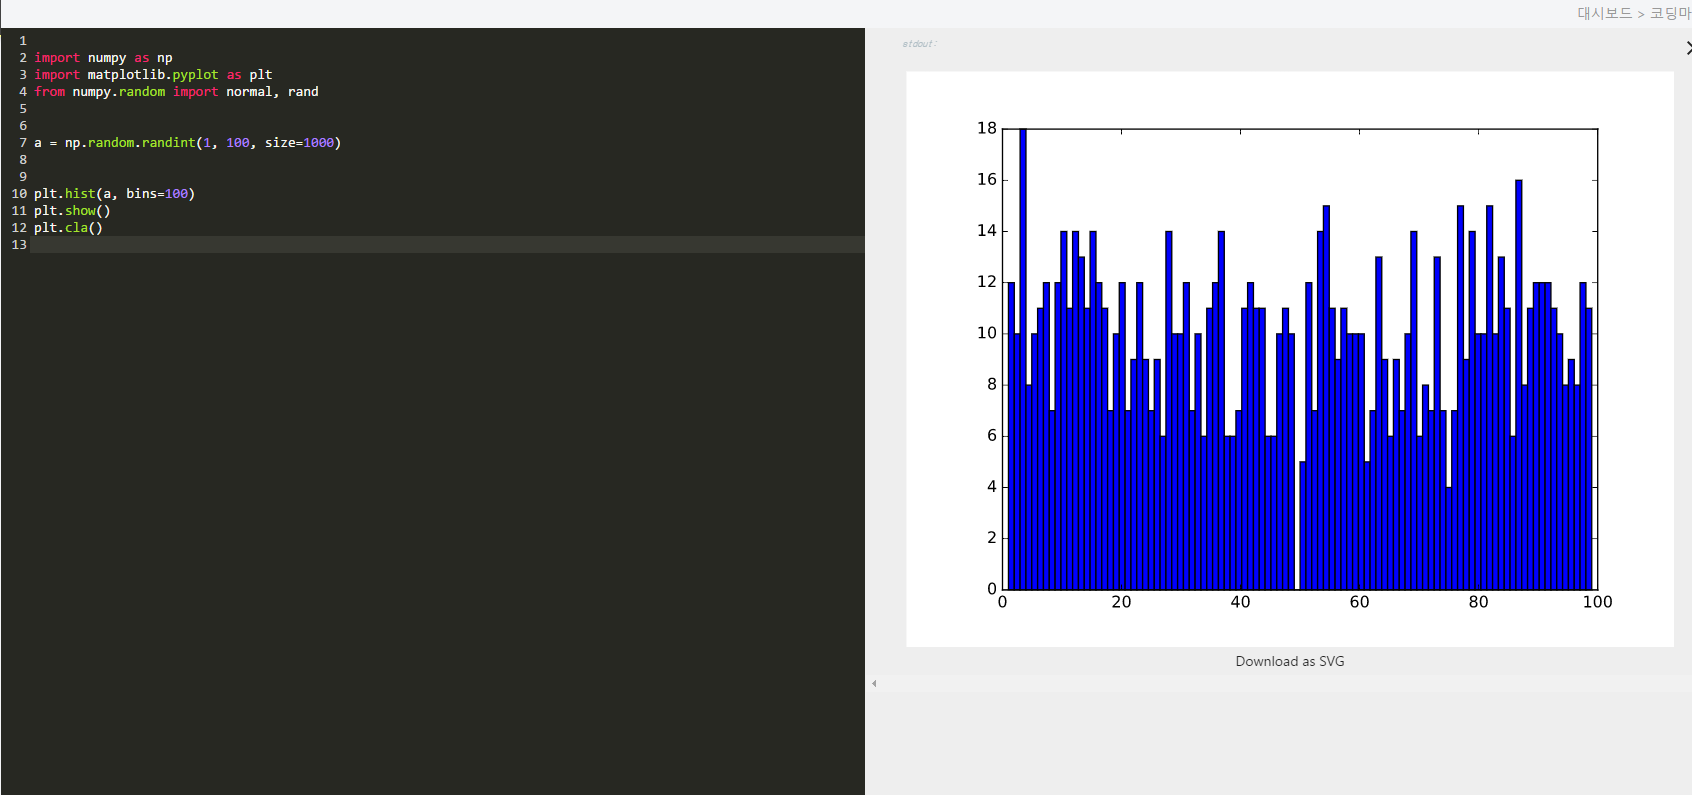 대시보드 > 코딩마
1
2 import numpy as np
3 import matplotlib.pyplot as plt
4 from numpy.random import normal, rand
5
6
7 a = np.random.randint(1, 100, size=1000)
8
9
10 plt.hist(a, bins=100)
11 plt.show()
12 plt.cla()
13
stdout:
18
16
14
12
10
8
6
4
2
0
0 20 40 60 80 100
Download as SVG